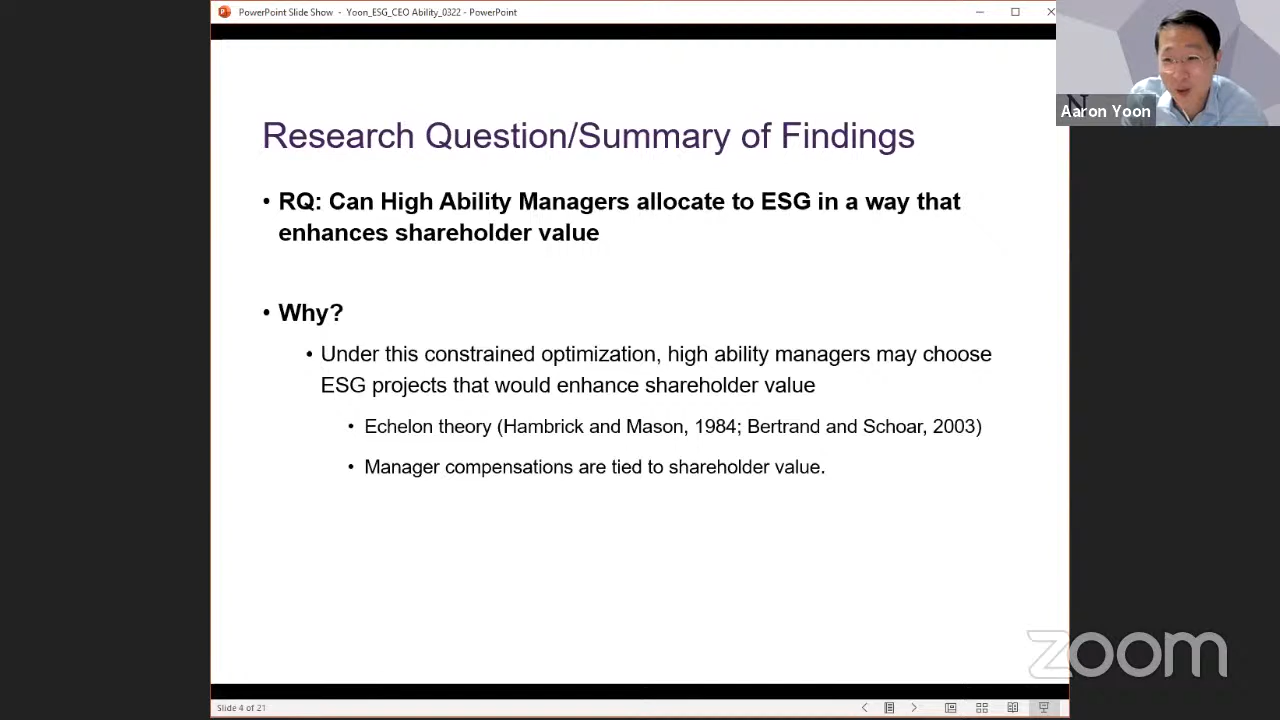 PowerPoint Slide Show - Yoon_ESG_CEO Ability_0322 - PowerPoint
Aaron Yoon
Research Question/Summary of Findings
• RQ: Can High Ability Managers allocate to ESG in a way that
enhances shareholder value
• Why?
• Under this constrained optimization, high ability managers may choose
ESG projects that would enhance shareholder value
• Echelon theory (Hambrick and Mason, 1984; Bertrand and Schoar, 2003)
• Manager compensations are tied to shareholder value.
zoom
Slide 4 of 21